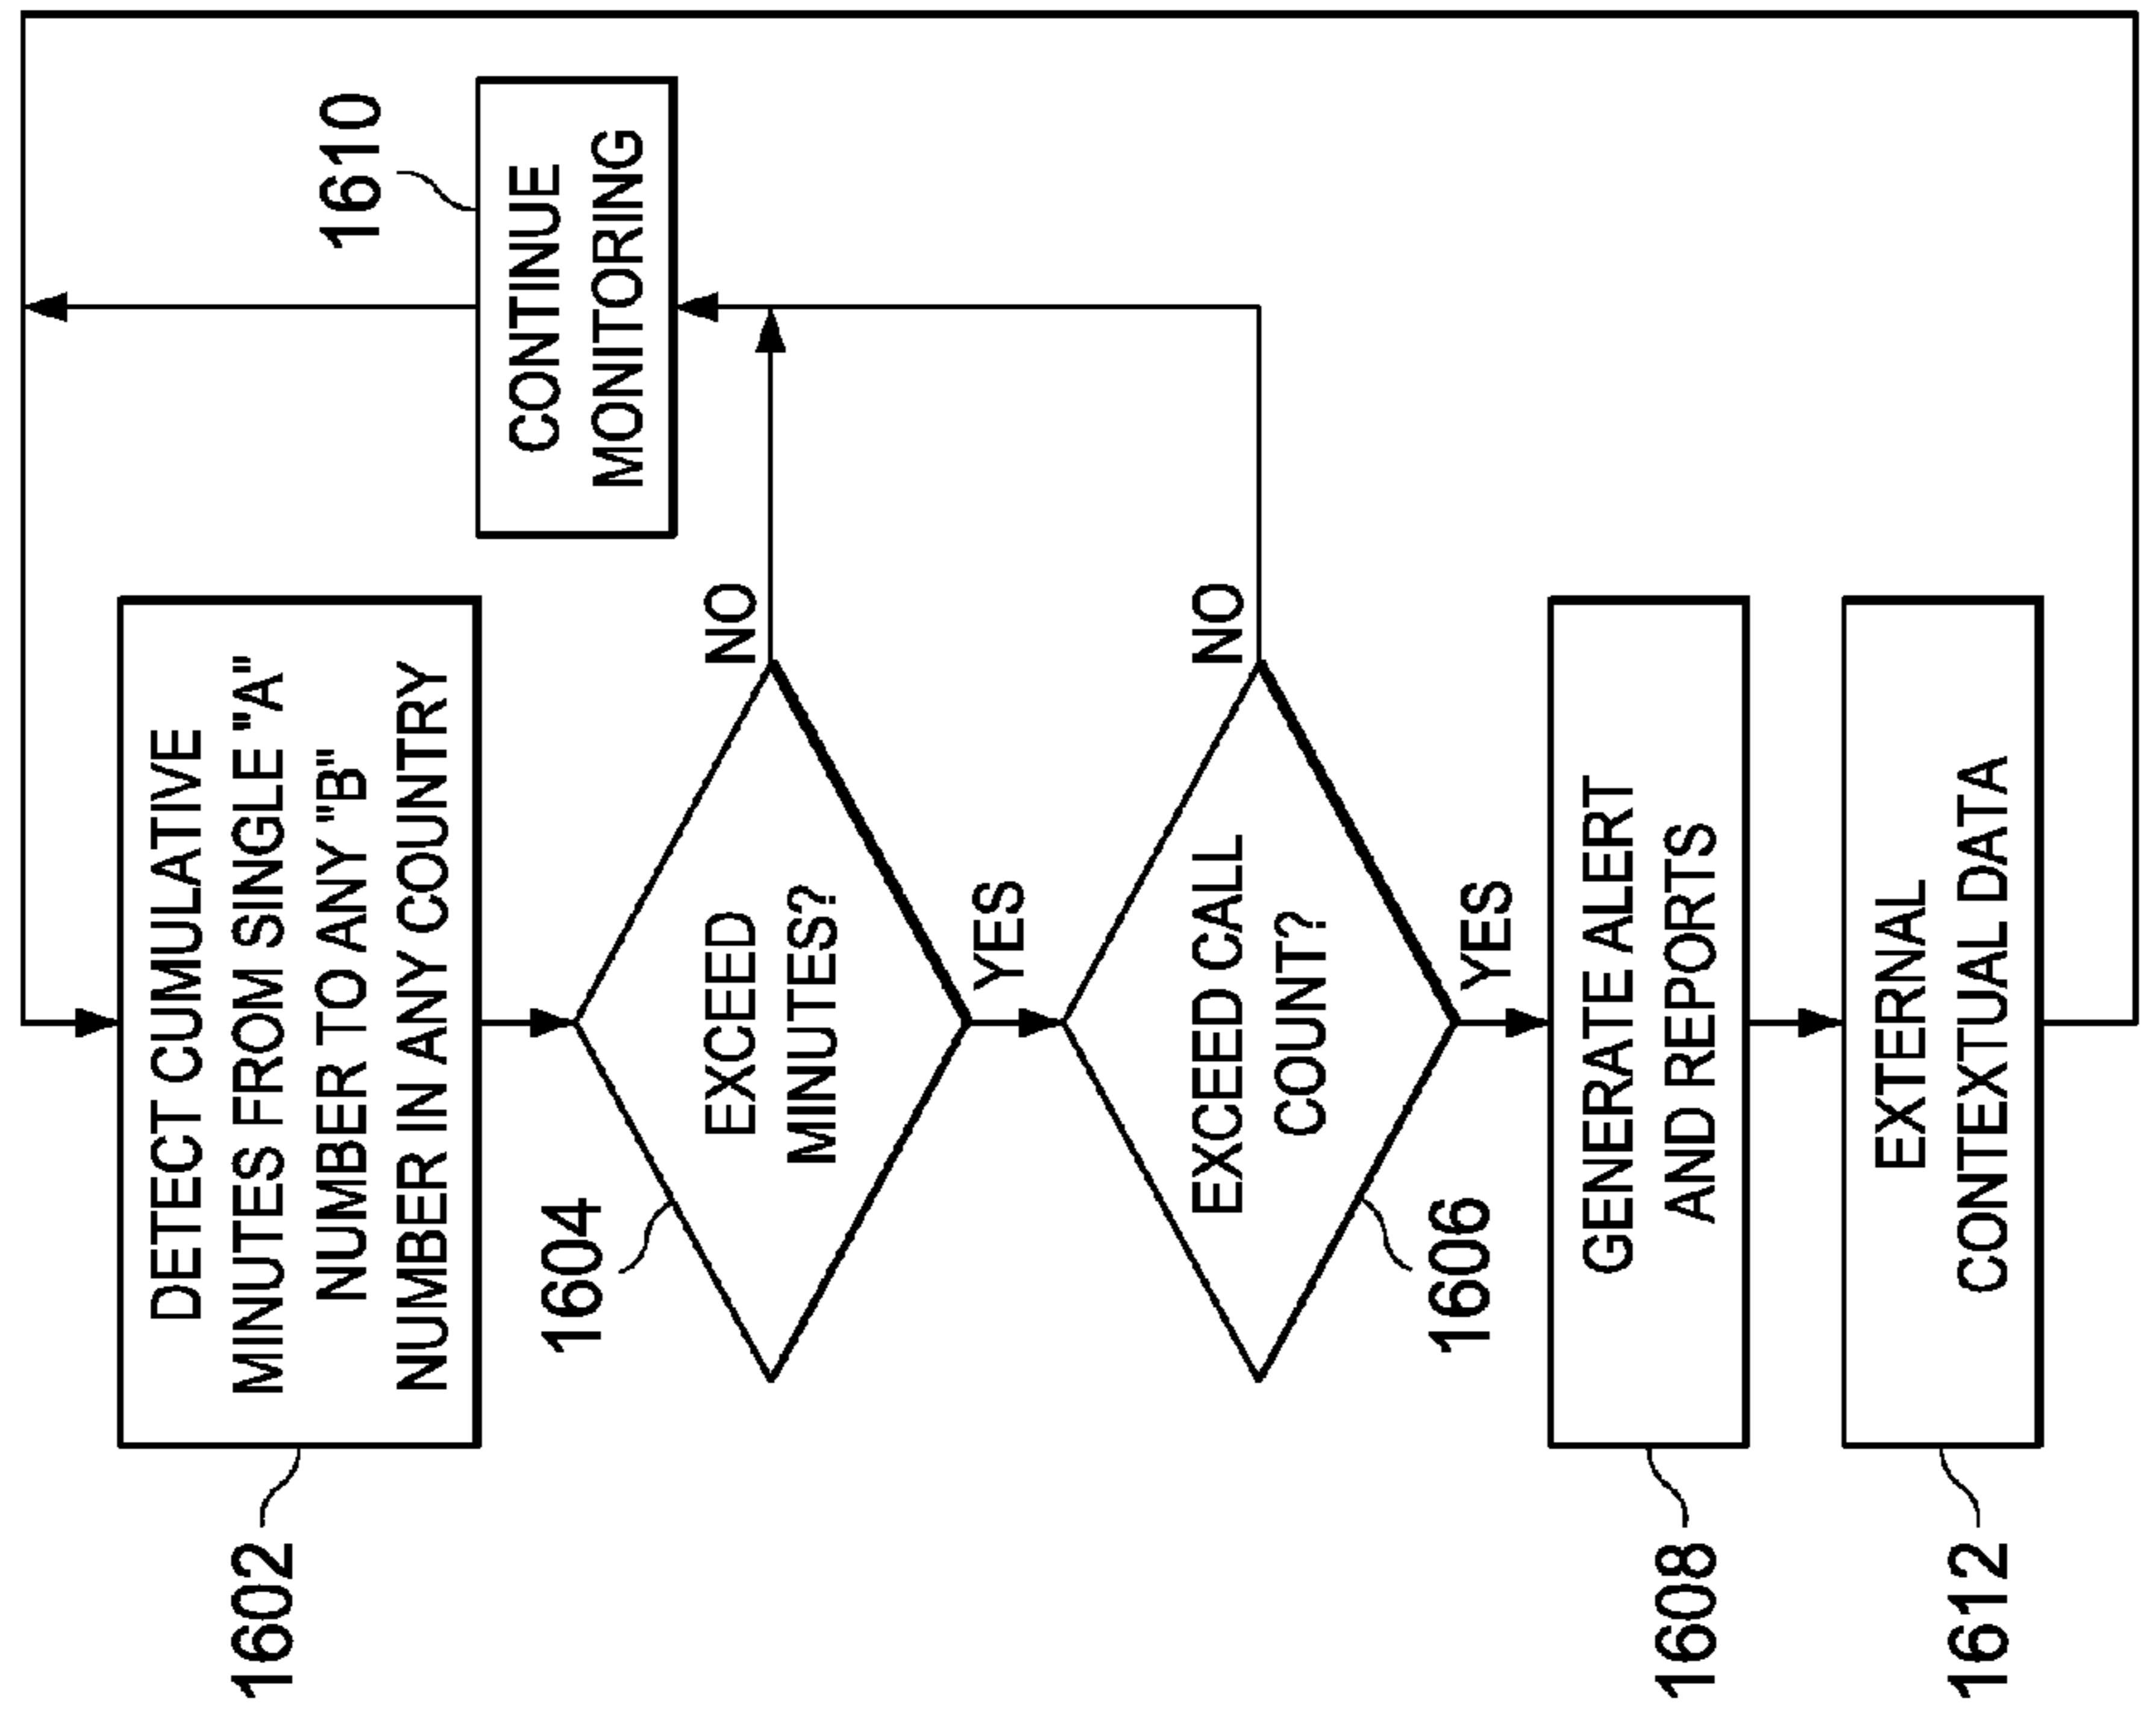 DETECT CUMULATIVE
MINUTES FROM SINGLE "A"
NUMBER TO ANY "B"
NUMBER IN ANY COUNTRY
1602
EXCEED
MINUTES?
1604
NO
YES
CONTINUE
MONITORING
1610
EXCEED CALL
COUNT?
1606
NO
YES
GENERATE ALERT
AND REPORTS
1608
EXTERNAL
CONTEXTUAL DATA
1612